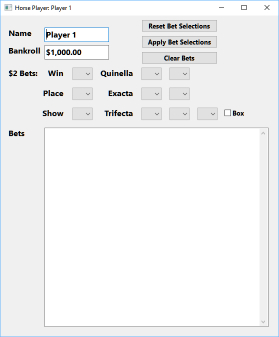 Horse Player: Player 1
Name Player 1
Bankroll $1,000.00
Reset Bet Selections
Apply Bet Selections
Clear Bets
$2 Bets: Win Quinella
Place Exacta
Show Trifecta Box
Bets